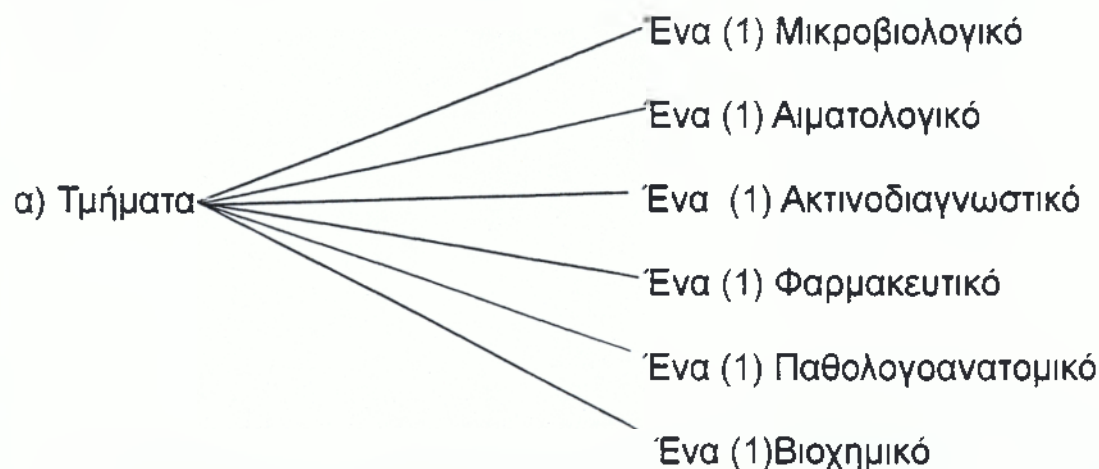 Ένα (1) Μικροβιολογικό
Ένα (1) Αιματολογικό
α) Τμήματα
Ένα (1) Ακτινοδιαγνωστικό
Ένα (1) Φαρμακευτικό
Ένα (1) Παθολογοανατομικό
Ένα (1)Βιοχημικό